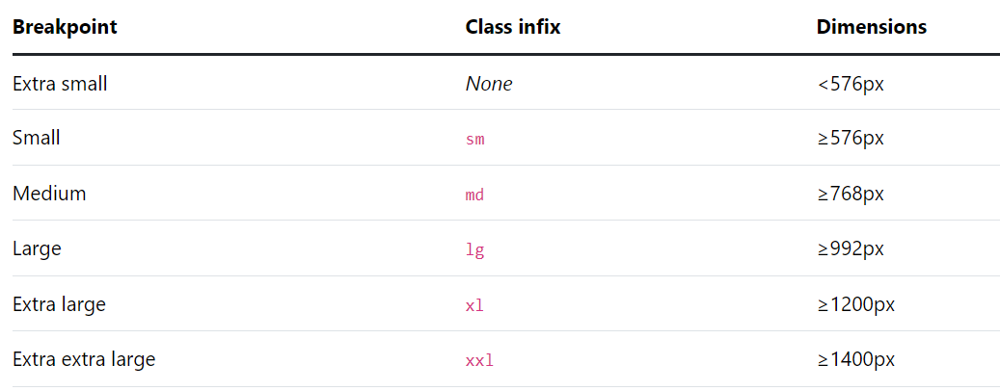 Breakpoint Class infix Dimensions
Extra small None <576px
Small sm ≥576px
Medium md ≥768px
Large lg ≥992px
Extra large xl ≥1200px
Extra extra large xxl ≥1400px